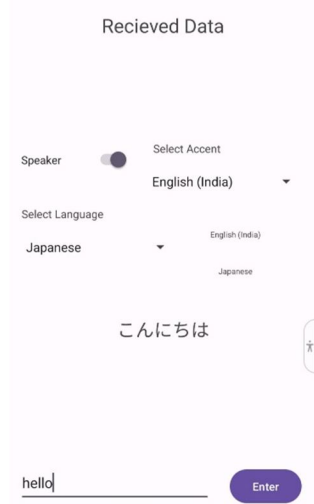 Recieved Data
Select Accent
Speaker
English (India)
Select Language
English (India)
Japanese
Japanese
こんにちは
hello
Enter